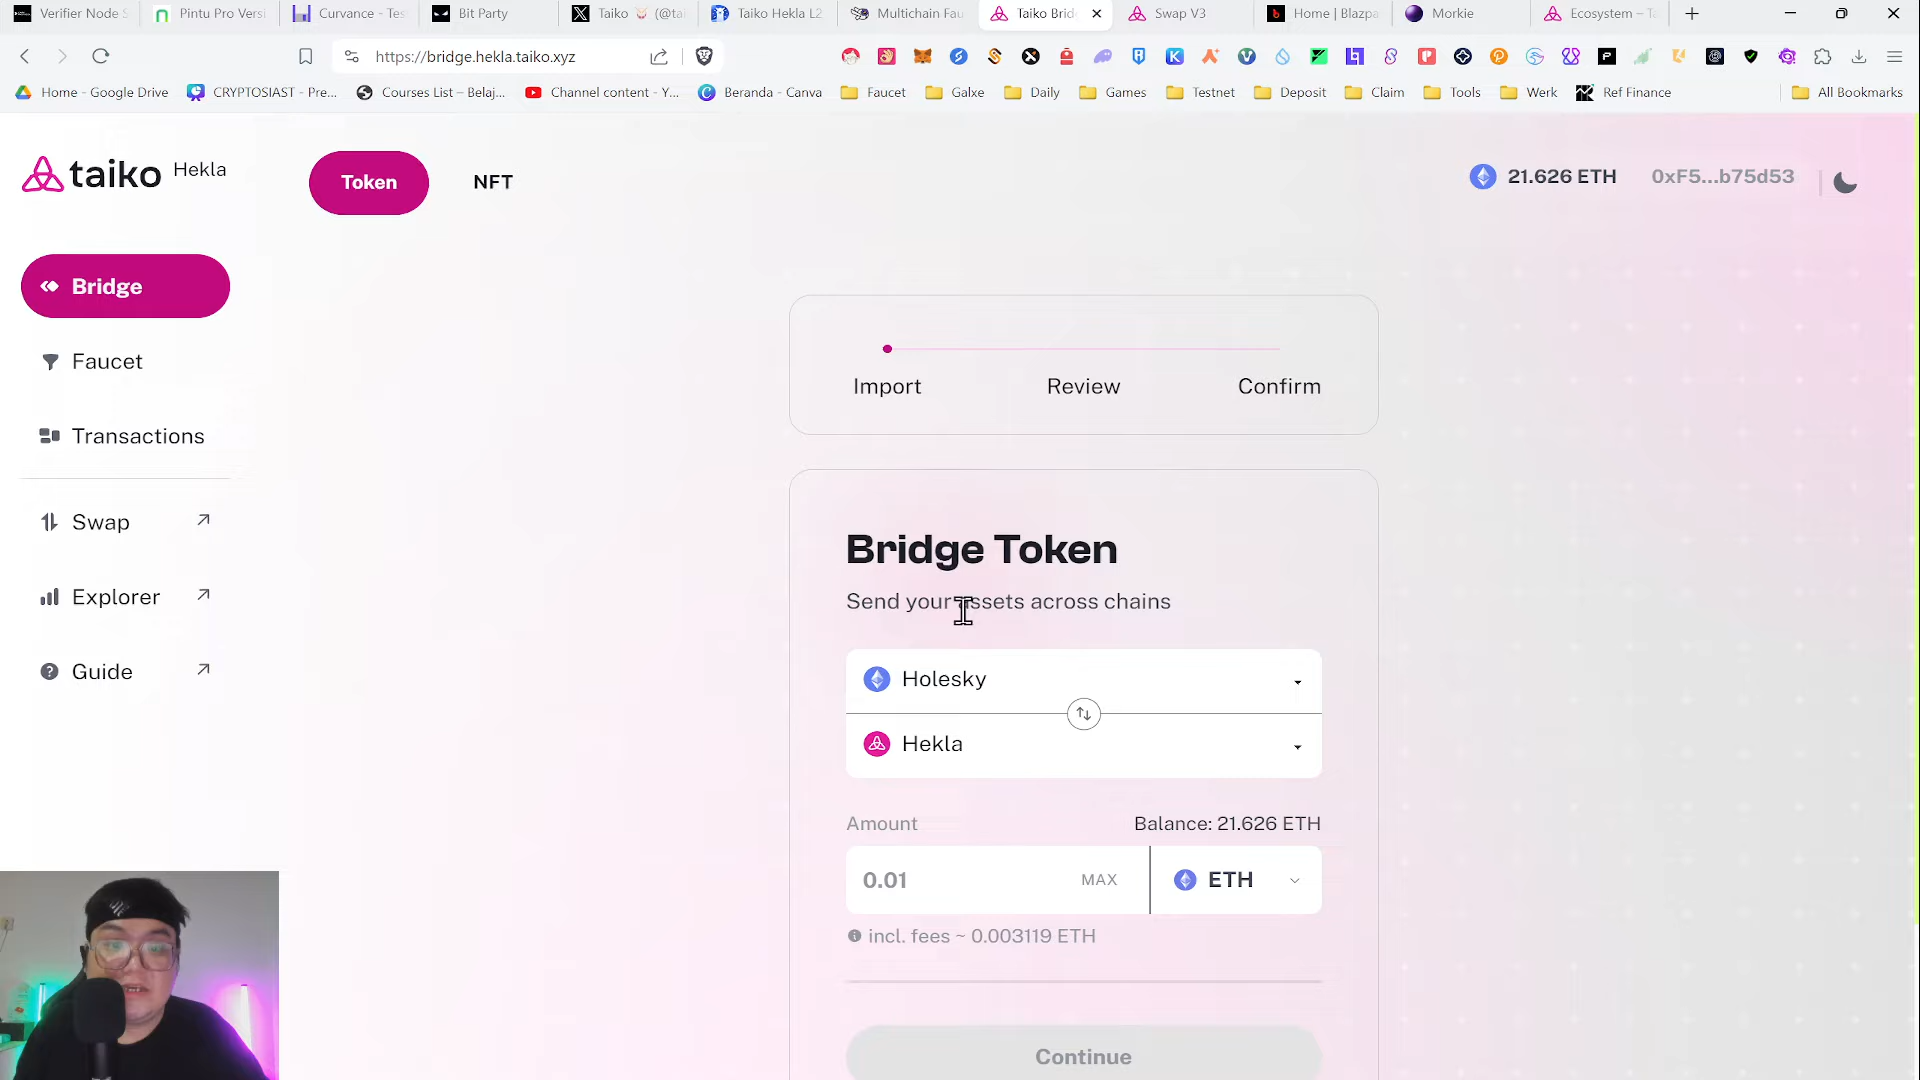 Verifier Node S
Pintu Pro Versi
Curvance - Tes
Bit Party
Taiko 🥁 (@tai
Taiko Hekla L2
Multichain Fau
Taiko Brid
Swap V3
Home | Blazpa
Morkie
Ecosystem – Ta
https://bridge.hekla.taiko.xyz
Home - Google Drive
CRYPTOSIAST - Pre...
Courses List – Belaj...
Channel content - Y...
Beranda - Canva
Faucet
Galxe
Daily
Games
Testnet
Deposit
Claim
Tools
Werk
Ref Finance
All Bookmarks
taiko Hekla
Token
NFT
21.626 ETH
0xF5...b75d53
Bridge
Faucet
Transactions
Swap
Explorer
Guide
Import
Review
Confirm
Bridge Token
Send your assets across chains
Holesky
Hekla
Amount
Balance: 21.626 ETH
0.01
MAX
ETH
incl. fees ~ 0.003119 ETH
Continue